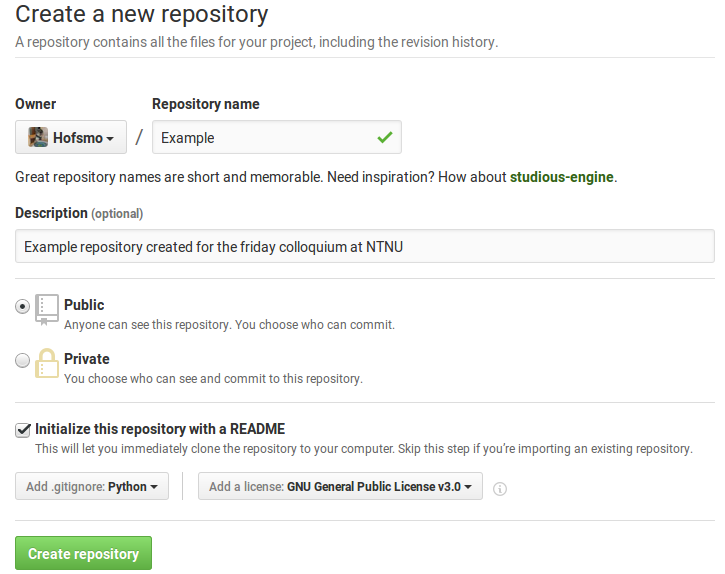 Create a new repository
A repository contains all the files for your project, including the revision history.
Owner Repository name
Hofsmo / Example
Great repository names are short and memorable. Need inspiration? How about studious-engine.
Description (optional)
Example repository created for the friday colloquium at NTNU
Public
Anyone can see this repository. You choose who can commit.
Private
You choose who can see and commit to this repository.
Initialize this repository with a README
This will let you immediately clone the repository to your computer. Skip this step if you’re importing an existing repository.
Add .gitignore: Python Add a license: GNU General Public License v3.0
Create repository